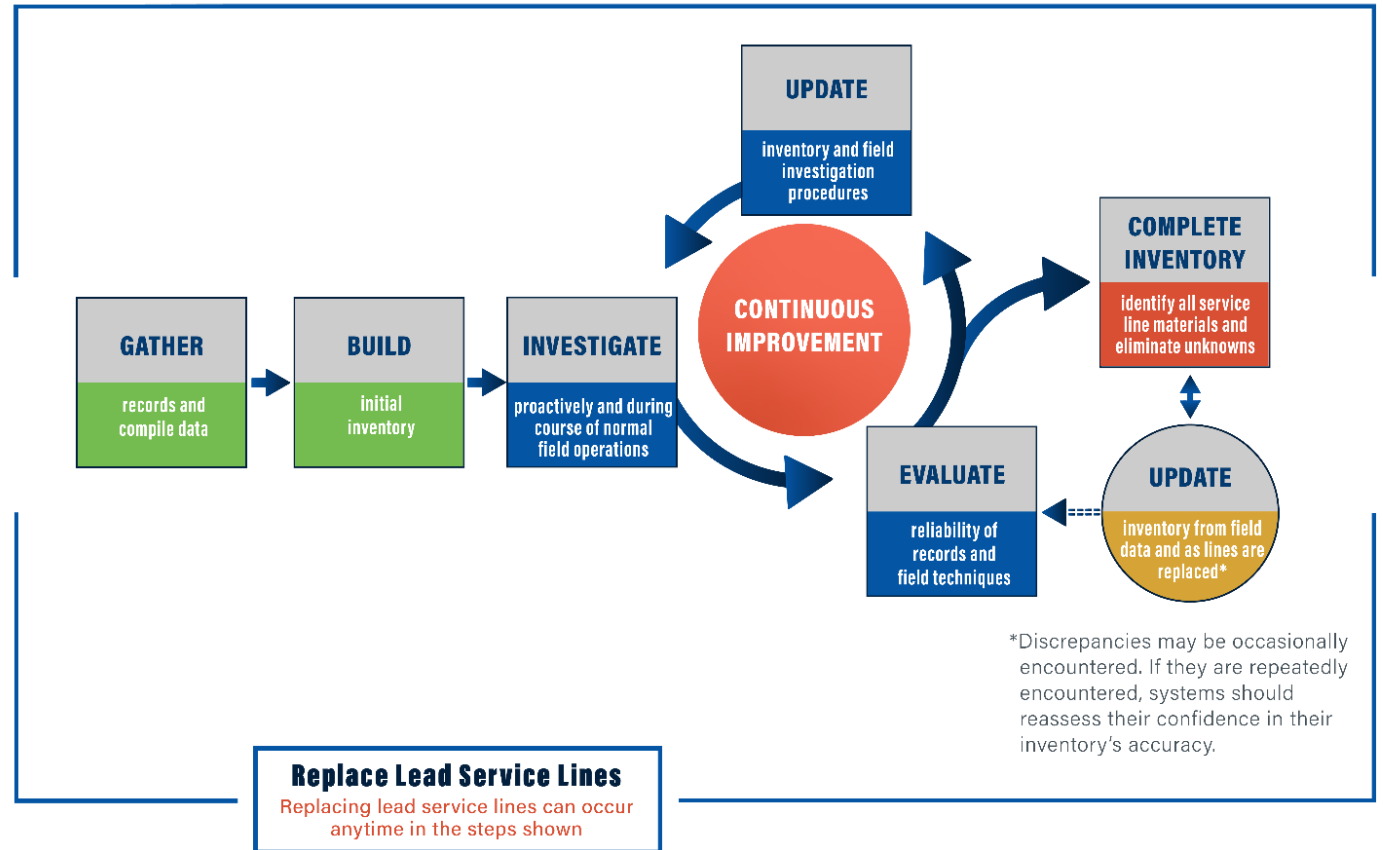 UPDATE
inventory and field
investigation
procedures
COMPLETE
INVENTORY
identify all service
line materials and
eliminate unknowns
CONTINUOUS
IMPROVEMENT
GATHER
records and
compile data
BUILD
initial
inventory
INVESTIGATE
proactively and during
course of normal
field operations
EVALUATE
reliability of
records and
field techniques
UPDATE
inventory from field
data and as lines are
replaced*
*Discrepancies may be occasionally
encountered. If they are repeatedly
encountered, systems should
reassess their confidence in their
inventory's accuracy.
Replace Lead Service Lines
Replacing lead service lines can occur
anytime in the steps shown